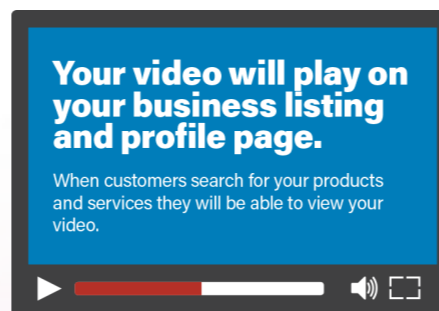 Your video will play on
your business listing
and profile page.
When customers search for your products
and services they will be able to view your
video.